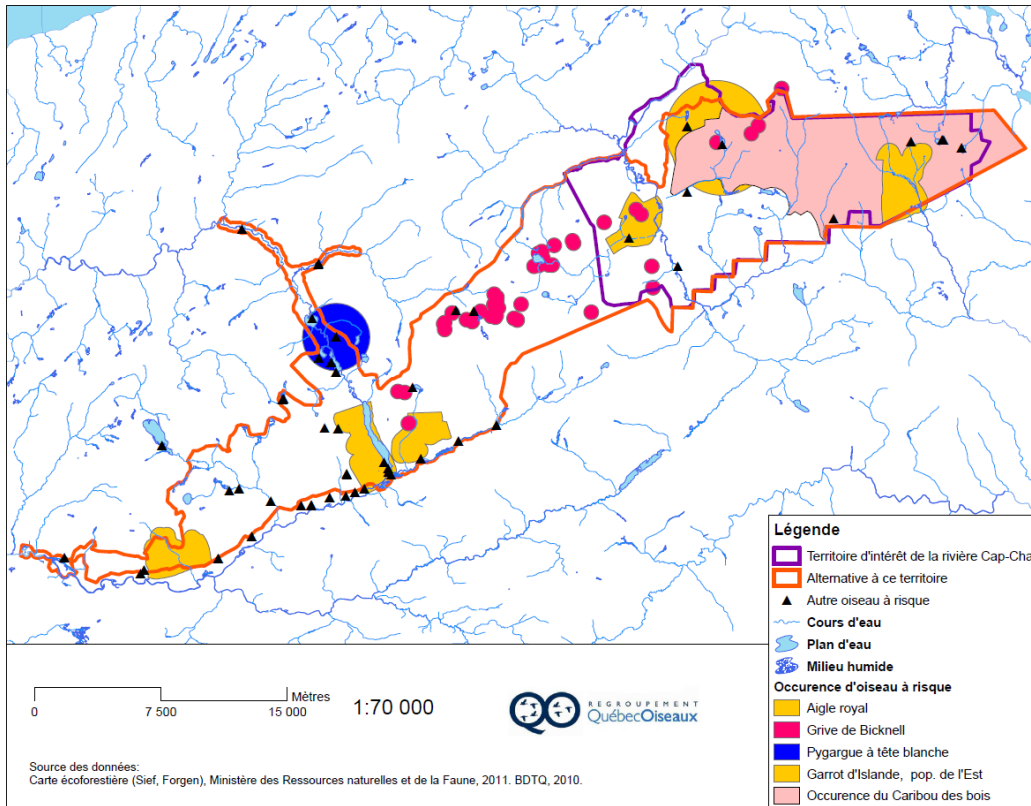 Légende
Territoire d'intérêt de la rivière Cap-Cha
Alternative à ce territoire
Autre oiseau à risque
Cours d'eau
Plan d'eau
Milieu humide
Occurence d'oiseau à risque
Aigle royal
Grive de Bicknell
Pygargue à tête blanche
Garrot d'Islande, pop. de l'Est
Occurence du Caribou des bois
Mètres
0 7 500 15 000
1:70 000
REGROUPEMENT
QuébecOiseaux
Source des données:
Carte écoforestière (Sief, Forgen), Ministère des Ressources naturelles et de la Faune, 2011. BDTQ, 2010.